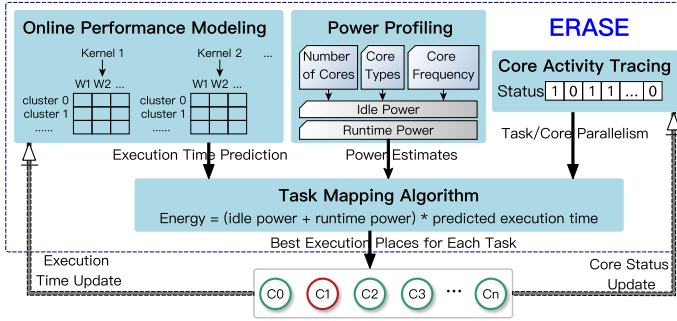 Online Performance Modeling
Kernel 1
Kernel 2
...
W1 W2 ...
W1 W2 ...
cluster 0
cluster 1
......
cluster 0
cluster 1
......
Power Profiling
Number of Cores
Core Types
Core Frequency
Idle Power
Runtime Power
ERASE
Core Activity Tracing
Status 1 0 1 1 ... 0
Execution Time Prediction
Power Estimates
Task/Core Parallelism
Task Mapping Algorithm
Energy = (idle power + runtime power) * predicted execution time
Best Execution Places for Each Task
Execution
Time Update
Core Status
Update
C0 C1 C2 C3 ... Cn